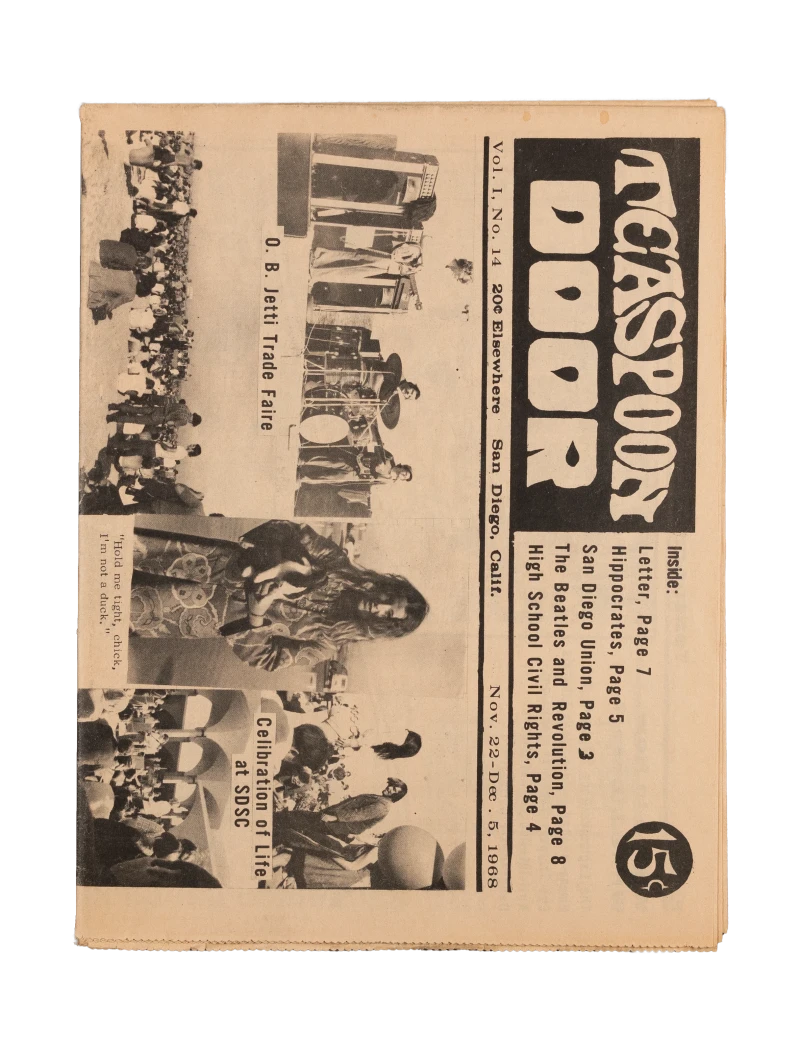 TEASPOON
DOOR
Inside:
Letter, Page 7
Hippocrates, Page 5
San Diego Union, Page 3
The Beatles and Revolution, Page 8
High School Civil Rights, Page 4
15¢
Vol. I, No. 14 20¢ Elsewhere San Diego, Calif. Nov. 22-Dec. 5, 1968
O. B. Jetti Trade Faire
"Hold me tight, chick,
I'm not a duck."
Celibration of Life
at SDSC